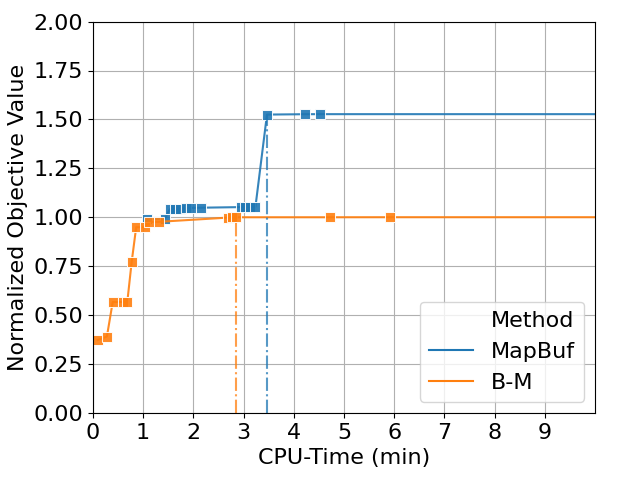 2.00
1.75
1.50
1.25
1.00
0.75
0.50
0.25
0.00
Normalized Objective Value
0 1 2 3 4 5 6 7 8 9
CPU-Time (min)
Method
MapBuf
B-M